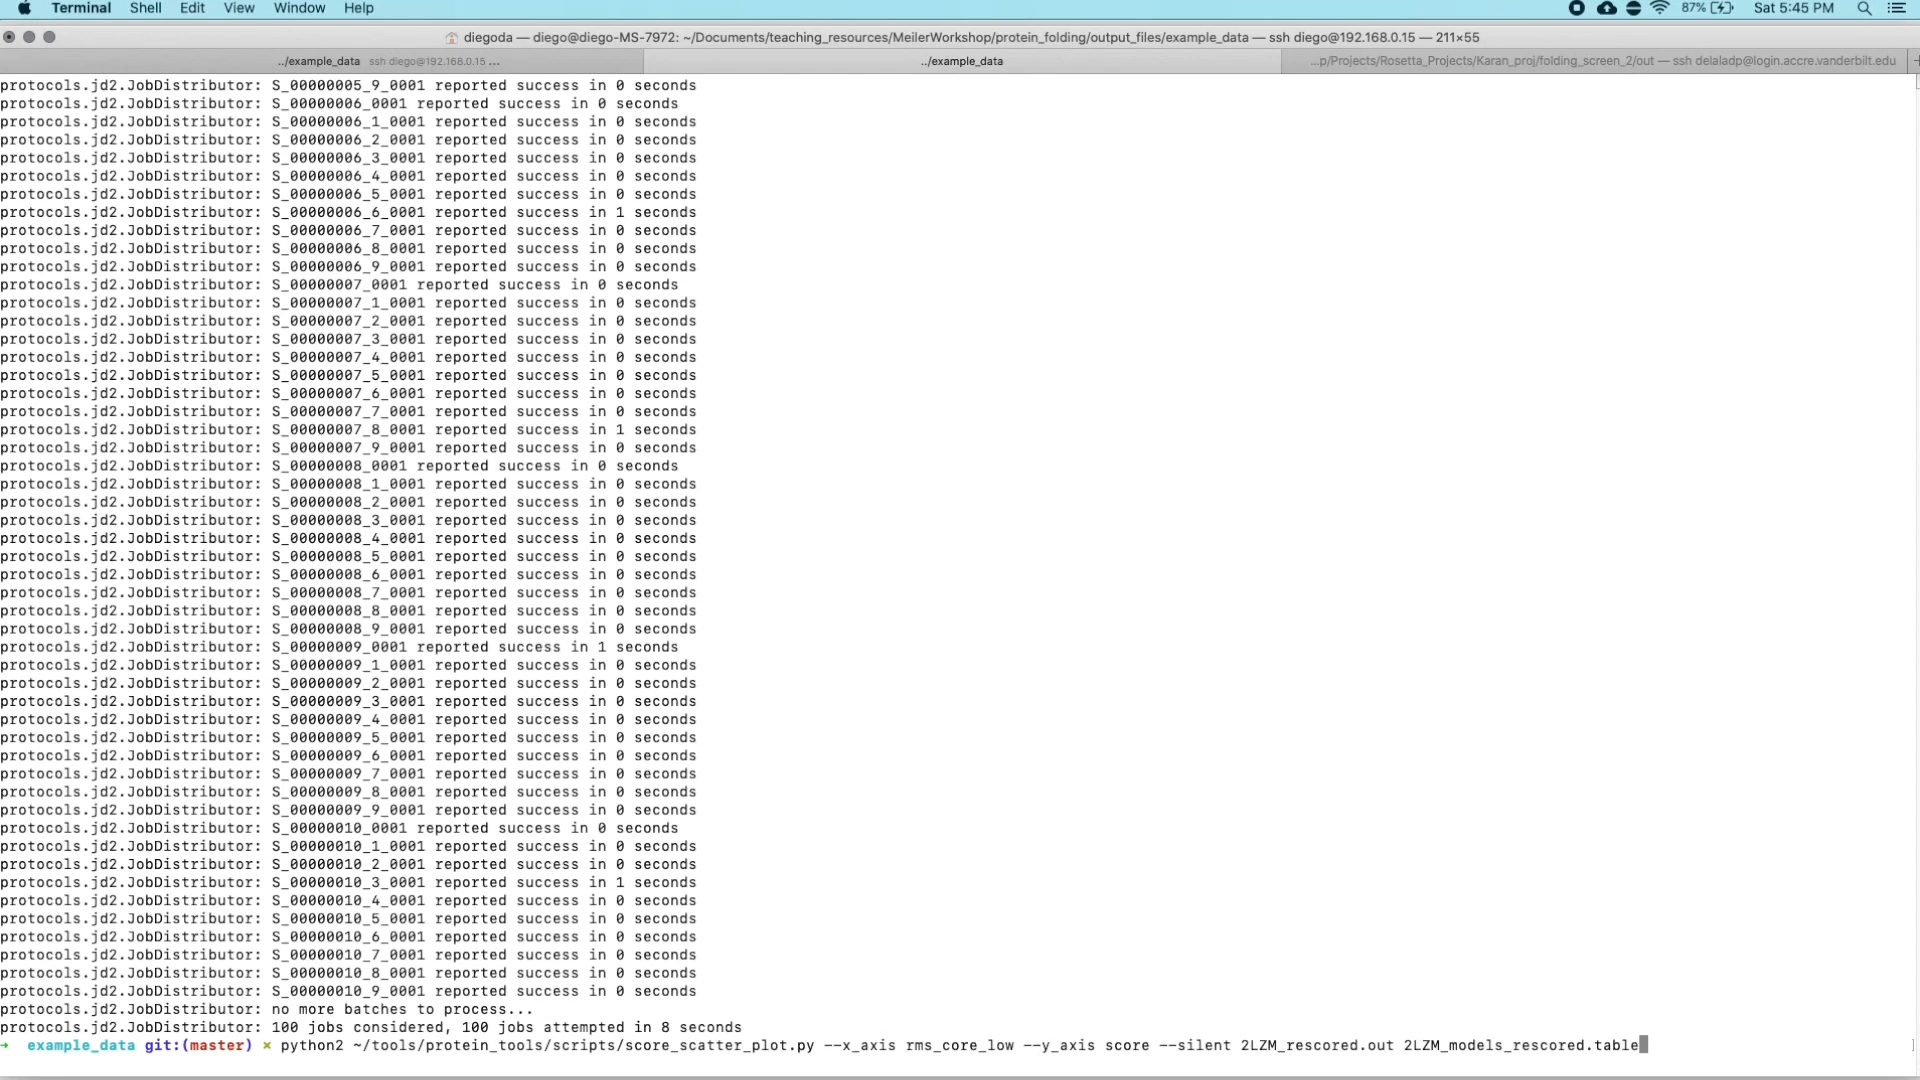 Terminal Shell Edit View Window Help 87% Sat 5:45 PM
diegoda — diego@diego-MS-7972: ~/Documents/teaching_resources/MeilerWorkshop/protein_folding/output_files/example_data — ssh diego@192.168.0.15 — 211×55
../example_data ssh diego@192.168.0.15 ... ../example_data ...p/Projects/Rosetta_Projects/Karan_proj/folding_screen_2/out — ssh delaladp@login.accre.vanderbilt.edu
protocols.jd2.JobDistributor: S_00000005_9_0001 reported success in 0 seconds
protocols.jd2.JobDistributor: S_00000006_0001 reported success in 0 seconds
protocols.jd2.JobDistributor: S_00000006_1_0001 reported success in 0 seconds
protocols.jd2.JobDistributor: S_00000006_2_0001 reported success in 0 seconds
protocols.jd2.JobDistributor: S_00000006_3_0001 reported success in 0 seconds
protocols.jd2.JobDistributor: S_00000006_4_0001 reported success in 0 seconds
protocols.jd2.JobDistributor: S_00000006_5_0001 reported success in 0 seconds
protocols.jd2.JobDistributor: S_00000006_6_0001 reported success in 1 seconds
protocols.jd2.JobDistributor: S_00000006_7_0001 reported success in 0 seconds
protocols.jd2.JobDistributor: S_00000006_8_0001 reported success in 0 seconds
protocols.jd2.JobDistributor: S_00000006_9_0001 reported success in 0 seconds
protocols.jd2.JobDistributor: S_00000007_0001 reported success in 0 seconds
protocols.jd2.JobDistributor: S_00000007_1_0001 reported success in 0 seconds
protocols.jd2.JobDistributor: S_00000007_2_0001 reported success in 0 seconds
protocols.jd2.JobDistributor: S_00000007_3_0001 reported success in 0 seconds
protocols.jd2.JobDistributor: S_00000007_4_0001 reported success in 0 seconds
protocols.jd2.JobDistributor: S_00000007_5_0001 reported success in 0 seconds
protocols.jd2.JobDistributor: S_00000007_6_0001 reported success in 0 seconds
protocols.jd2.JobDistributor: S_00000007_7_0001 reported success in 0 seconds
protocols.jd2.JobDistributor: S_00000007_8_0001 reported success in 1 seconds
protocols.jd2.JobDistributor: S_00000007_9_0001 reported success in 0 seconds
protocols.jd2.JobDistributor: S_00000008_0001 reported success in 0 seconds
protocols.jd2.JobDistributor: S_00000008_1_0001 reported success in 0 seconds
protocols.jd2.JobDistributor: S_00000008_2_0001 reported success in 0 seconds
protocols.jd2.JobDistributor: S_00000008_3_0001 reported success in 0 seconds
protocols.jd2.JobDistributor: S_00000008_4_0001 reported success in 0 seconds
protocols.jd2.JobDistributor: S_00000008_5_0001 reported success in 0 seconds
protocols.jd2.JobDistributor: S_00000008_6_0001 reported success in 0 seconds
protocols.jd2.JobDistributor: S_00000008_7_0001 reported success in 0 seconds
protocols.jd2.JobDistributor: S_00000008_8_0001 reported success in 0 seconds
protocols.jd2.JobDistributor: S_00000008_9_0001 reported success in 0 seconds
protocols.jd2.JobDistributor: S_00000009_0001 reported success in 1 seconds
protocols.jd2.JobDistributor: S_00000009_1_0001 reported success in 0 seconds
protocols.jd2.JobDistributor: S_00000009_2_0001 reported success in 0 seconds
protocols.jd2.JobDistributor: S_00000009_3_0001 reported success in 0 seconds
protocols.jd2.JobDistributor: S_00000009_4_0001 reported success in 0 seconds
protocols.jd2.JobDistributor: S_00000009_5_0001 reported success in 0 seconds
protocols.jd2.JobDistributor: S_00000009_6_0001 reported success in 0 seconds
protocols.jd2.JobDistributor: S_00000009_7_0001 reported success in 0 seconds
protocols.jd2.JobDistributor: S_00000009_8_0001 reported success in 0 seconds
protocols.jd2.JobDistributor: S_00000009_9_0001 reported success in 0 seconds
protocols.jd2.JobDistributor: S_00000010_0001 reported success in 0 seconds
protocols.jd2.JobDistributor: S_00000010_1_0001 reported success in 0 seconds
protocols.jd2.JobDistributor: S_00000010_2_0001 reported success in 0 seconds
protocols.jd2.JobDistributor: S_00000010_3_0001 reported success in 1 seconds
protocols.jd2.JobDistributor: S_00000010_4_0001 reported success in 0 seconds
protocols.jd2.JobDistributor: S_00000010_5_0001 reported success in 0 seconds
protocols.jd2.JobDistributor: S_00000010_6_0001 reported success in 0 seconds
protocols.jd2.JobDistributor: S_00000010_7_0001 reported success in 0 seconds
protocols.jd2.JobDistributor: S_00000010_8_0001 reported success in 0 seconds
protocols.jd2.JobDistributor: S_00000010_9_0001 reported success in 0 seconds
protocols.jd2.JobDistributor: no more batches to process...
protocols.jd2.JobDistributor: 100 jobs considered, 100 jobs attempted in 8 seconds
→ example_data git:(master) × python2 ~/tools/protein_tools/scripts/score_scatter_plot.py --x_axis rms_core_low --y_axis score --silent 2LZM_rescored.out 2LZM_models_rescored.table